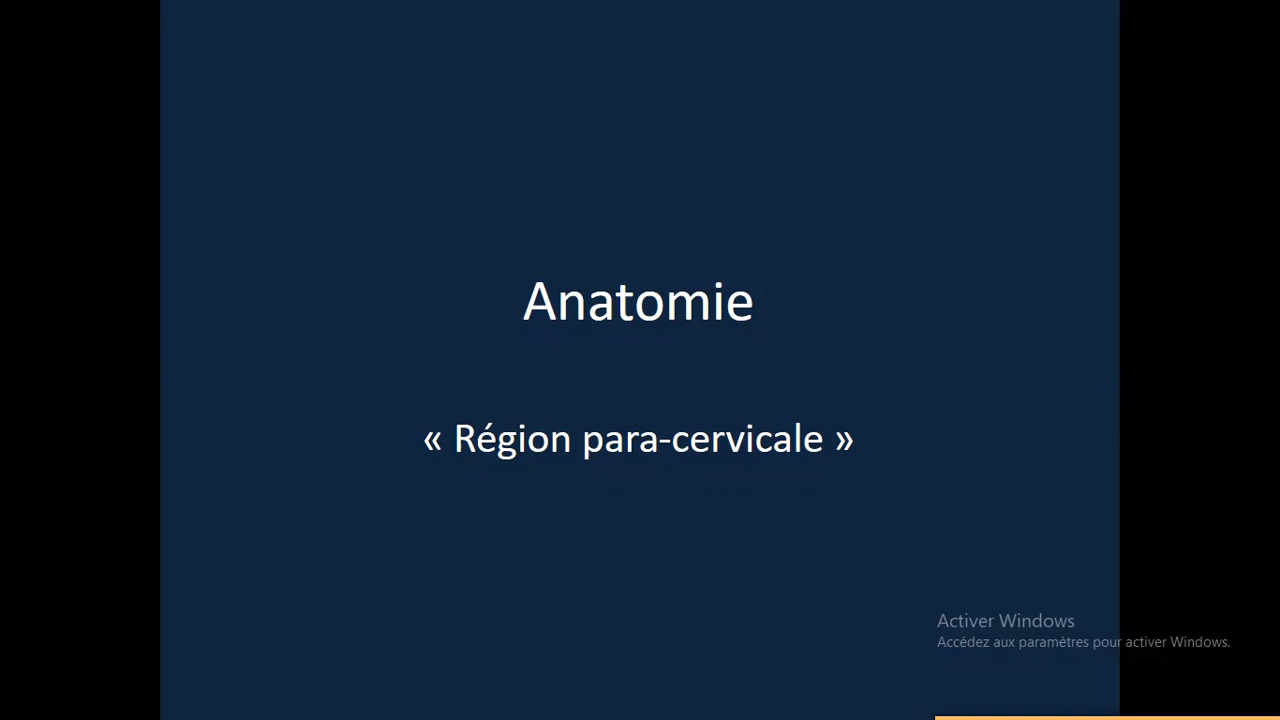 Anatomie
« Région para-cervicale »
Activer Windows
Accédez aux paramètres pour activer Windows.